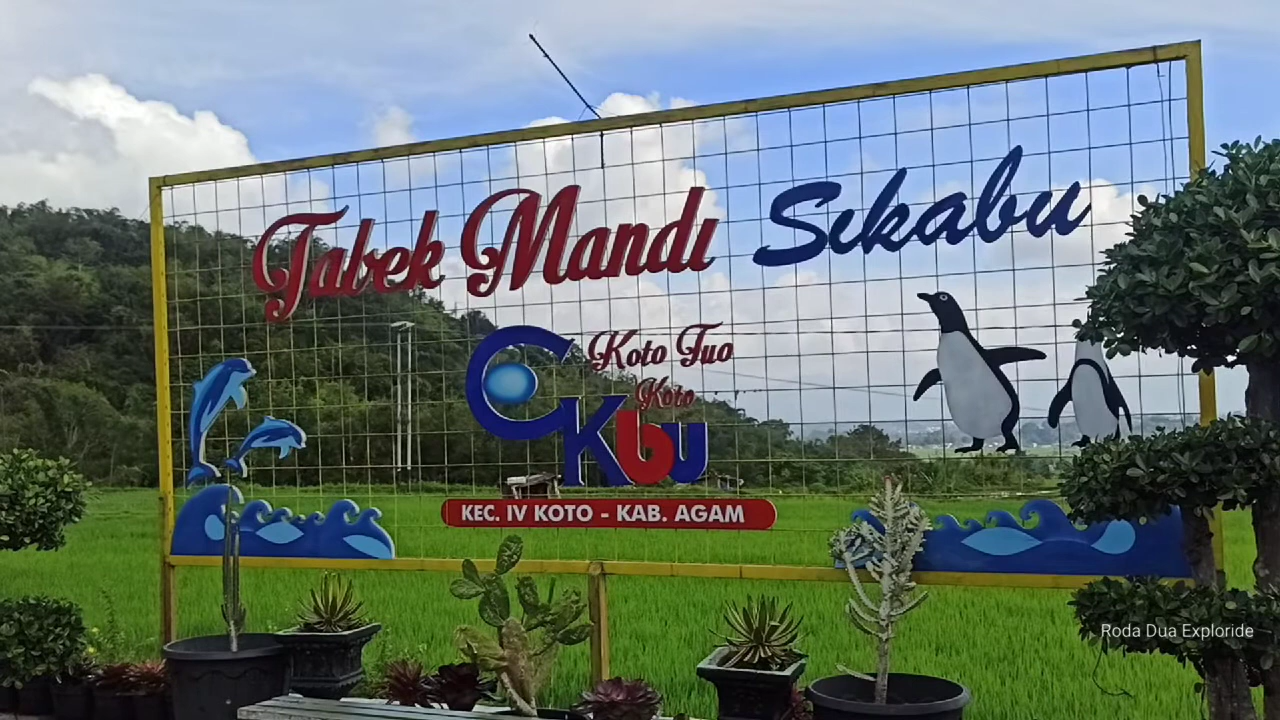 Tabek Mandi Sikabu
Koto Tuo
Koto
CKbu
KEC. IV KOTO - KAB. AGAM
Roda Dua Exploride